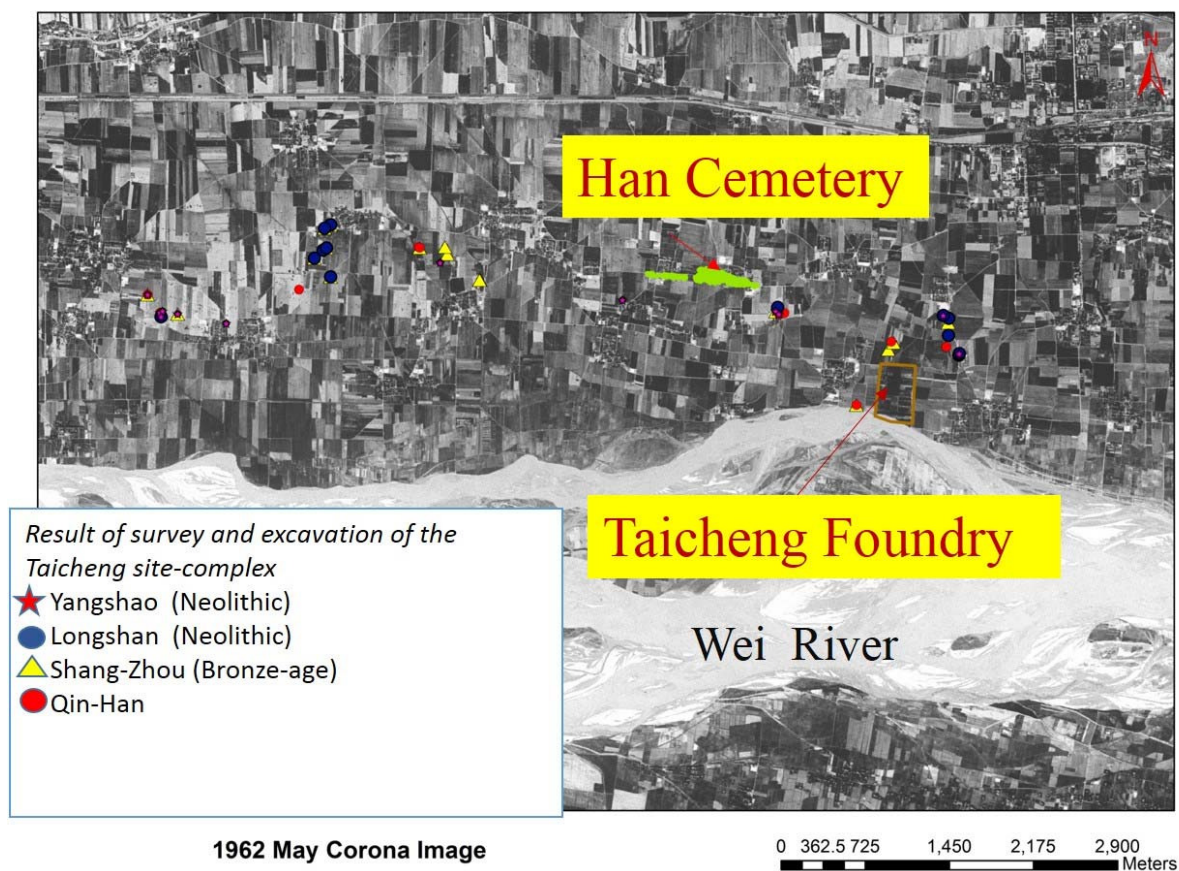 N
Han Cemetery
Taicheng Foundry
Wei River
Result of survey and excavation of the
Taicheng site-complex
Yangshao (Neolithic)
Longshan (Neolithic)
Shang-Zhou (Bronze-age)
Qin-Han
1962 May Corona Image
0 362.5 725 1,450 2,175 2,900
Meters